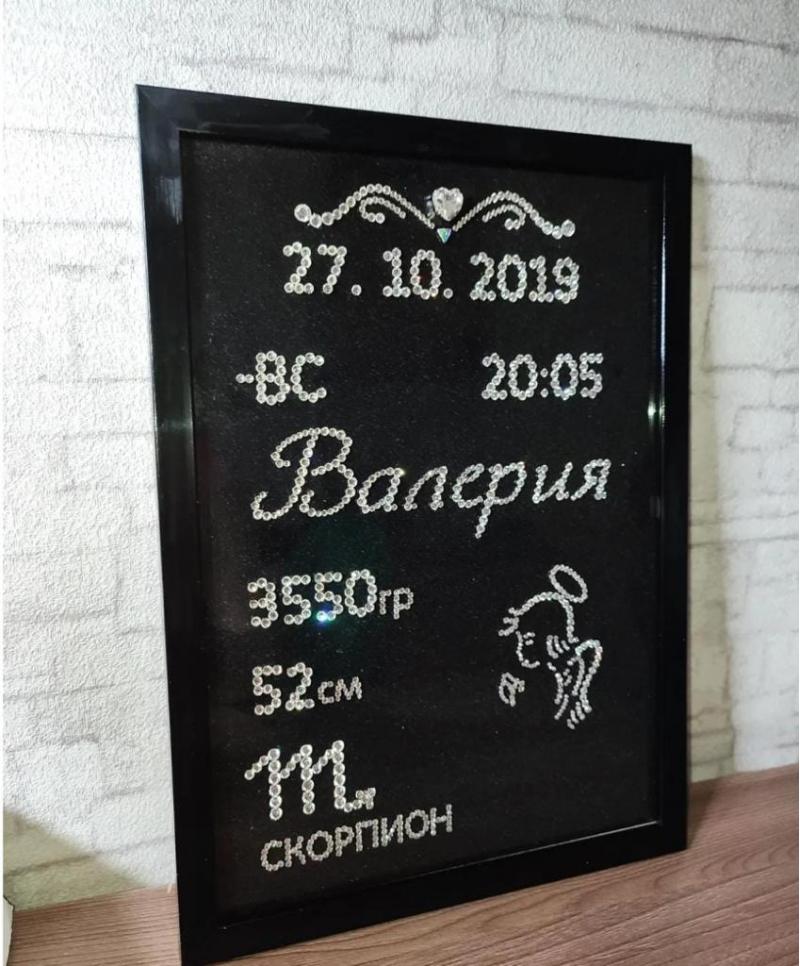 27.10.2019
-ВС 20:05
Валерия
3550гр
52см
♏
СКОРПИОН